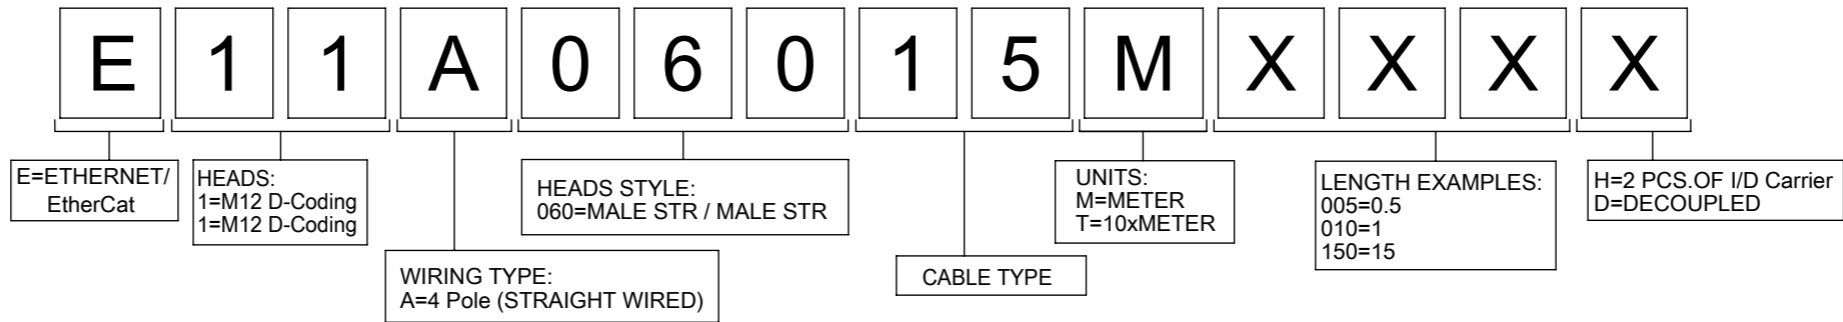 E 1 1 A 0 6 0 1 5 M X X X X
E=ETHERNET/
EtherCat
HEADS:
1=M12 D-Coding
1=M12 D-Coding
WIRING TYPE:
A=4 Pole (STRAIGHT WIRED)
HEADS STYLE:
060=MALE STR / MALE STR
CABLE TYPE
UNITS:
M=METER
T=10xMETER
LENGTH EXAMPLES:
005=0.5
010=1
150=15
H=2 PCS.OF I/D Carrier
D=DECOUPLED